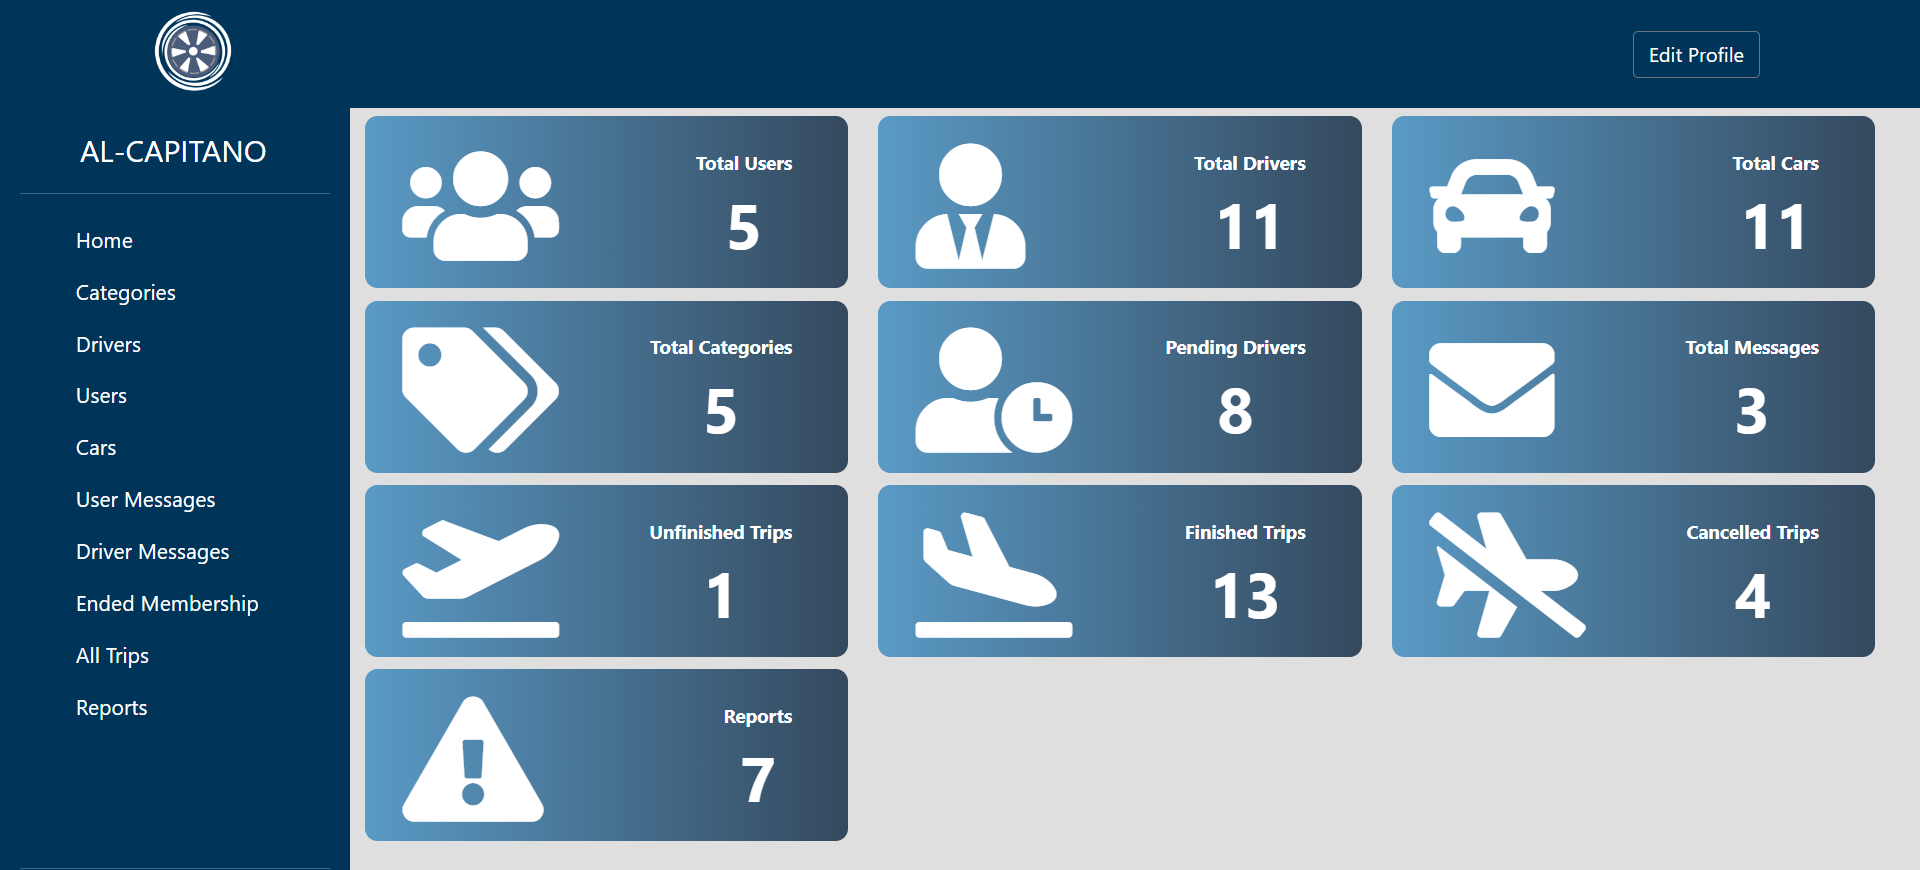 Edit Profile
AL-CAPITANO
Home
Categories
Drivers
Users
Cars
User Messages
Driver Messages
Ended Membership
All Trips
Reports
Total Users
5
Total Drivers
11
Total Cars
11
Total Categories
5
Pending Drivers
8
Total Messages
3
Unfinished Trips
1
Finished Trips
13
Cancelled Trips
4
Reports
7